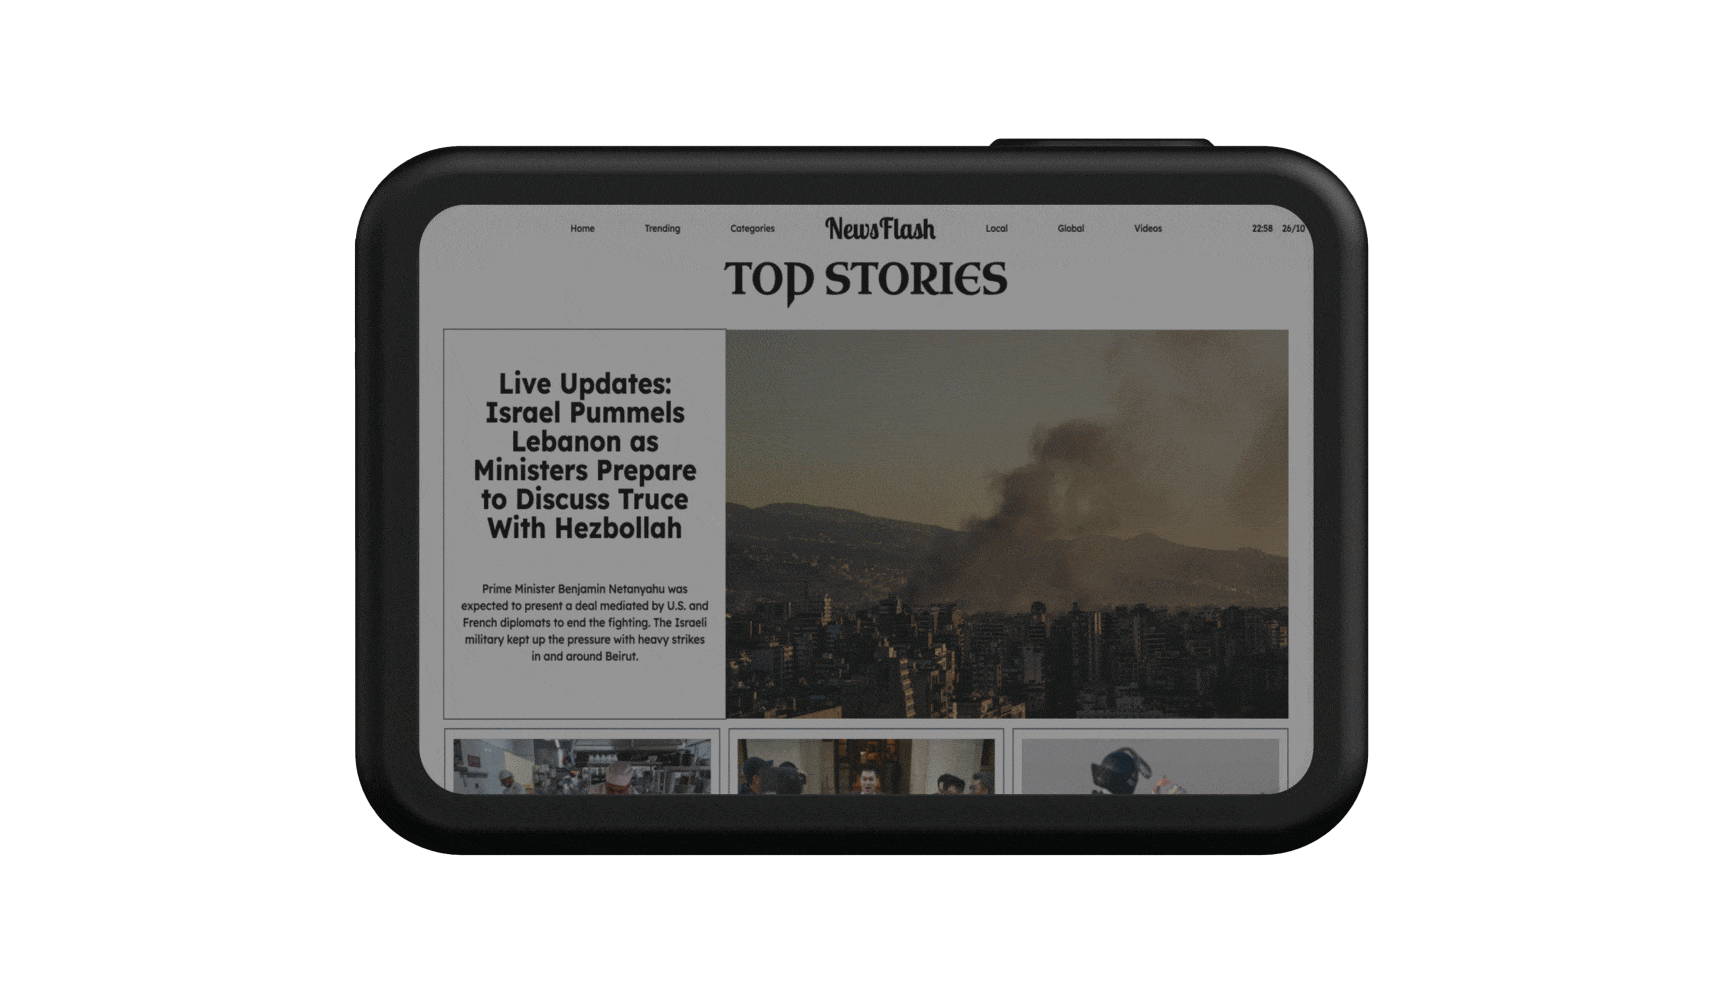 Home Trending Categories NewsFlash Local Global Videos 22:58 26/10
TOP STORIES
Live Updates:
Israel Pummels
Lebanon as
Ministers Prepare
to Discuss Truce
With Hezbollah
Prime Minister Benjamin Netanyahu was
expected to present a deal mediated by U.S. and
French diplomats to end the fighting. The Israeli
military kept up the pressure with heavy strikes
in and around Beirut.